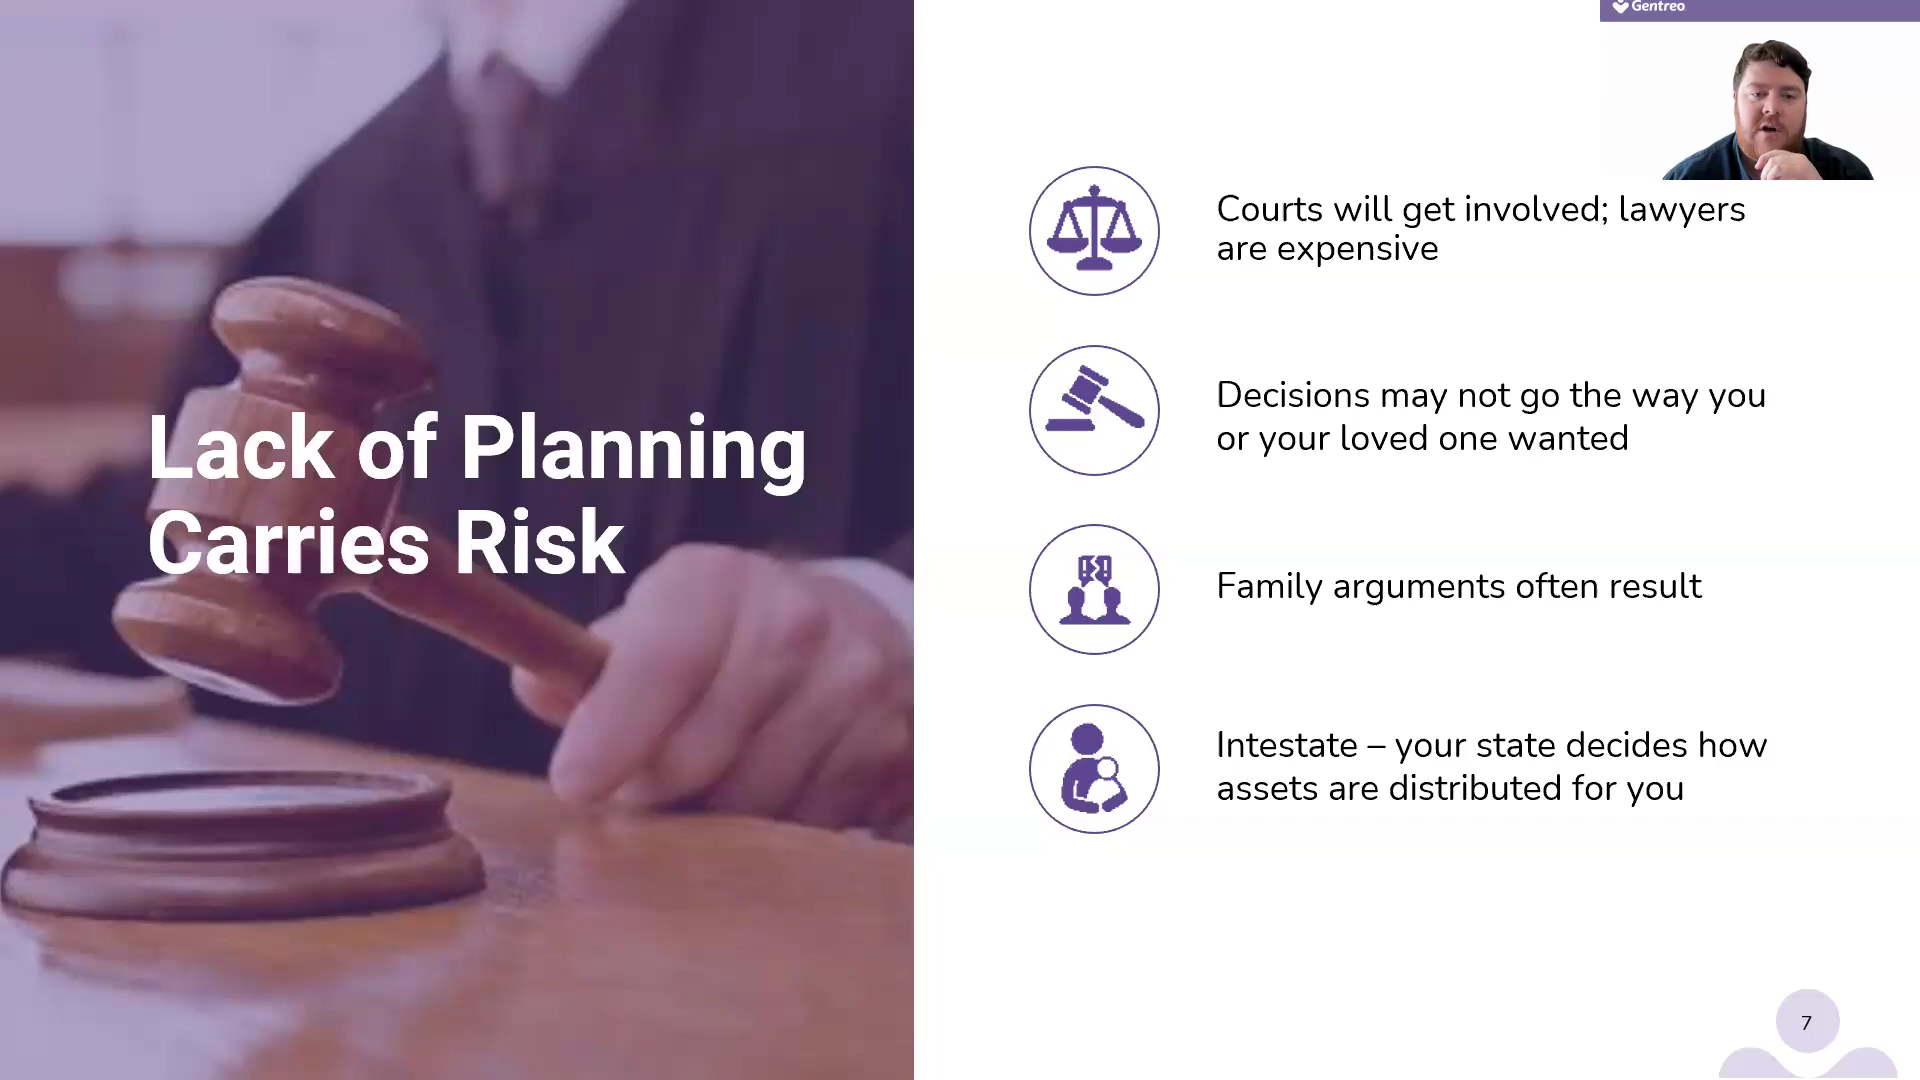 Gentreo
Lack of Planning
Carries Risk
Courts will get involved; lawyers
are expensive
Decisions may not go the way you
or your loved one wanted
Family arguments often result
Intestate – your state decides how
assets are distributed for you
7